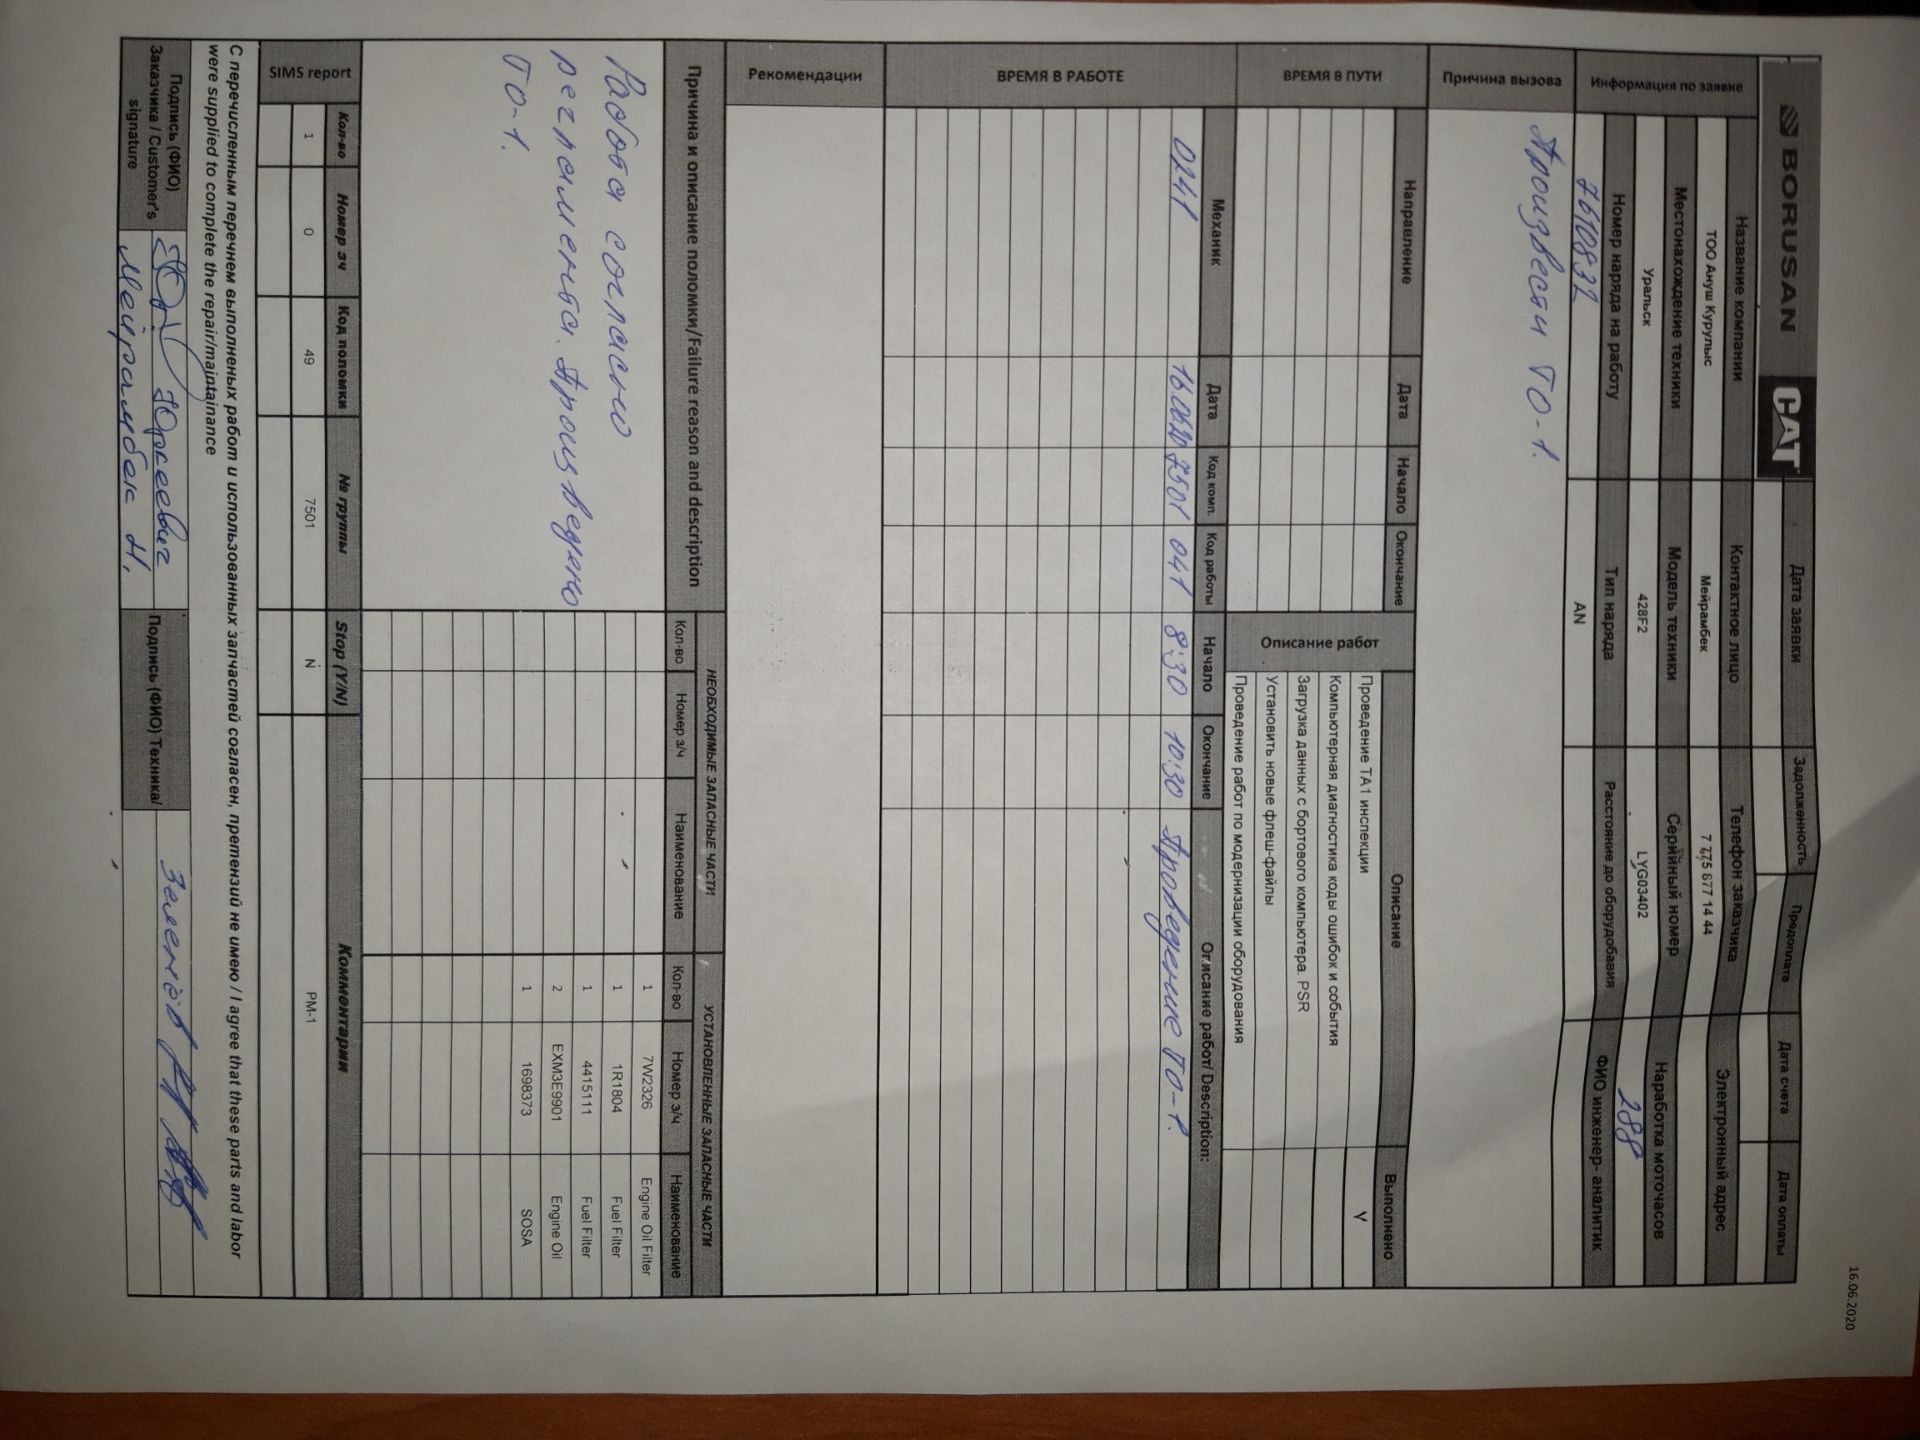 16.06.2020
BORUSAN CAT
Дата заявки Задолженность Предоплата Дата счета Дата оплаты
Информация по заявке
Название компании Контактное лицо Телефон заказчика Электронный адрес
ТОО Ануш Курулыс Мейрамбек 7 775 877 14 44
Местонахождение техники Модель техники Серийный номер Наработка моточасов
Уральск 428F2 LYG03402 288
Номер наряда на работу Тип наряда Расстояние до оборудования ФИО инженер- аналитик
7610832 AN
Причина вызова
Произвести ТО-1.
ВРЕМЯ В ПУТИ
Направление Дата Начало Окончание
Описание работ
Описание Выполнено
Проведение ТА1 инспекции Y
Компьютерная диагностика коды ошибок и события
Загрузка данных с бортового компьютера. PSR
Установить новые флеш-файлы
Проведение работ по модернизации оборудования
ВРЕМЯ В РАБОТЕ
Механик Дата Код комп. Код работы Начало Окончание Описание работ/ Description:
0241 16.06.20 7501 041 8:30 10:30 Проведение ТО-1.
Рекомендации
Причина и описание поломки/Failure reason and description
Работа согласно
регламента. Произведено
ТО-1.
НЕОБХОДИМЫЕ ЗАПАСНЫЕ ЧАСТИ УСТАНОВЛЕННЫЕ ЗАПАСНЫЕ ЧАСТИ
Кол-во Номер з/ч Наименование Кол-во Номер з/ч Наименование
1 7W2326 Engine Oil Filter
1 1R1804 Fuel Filter
1 4415111 Fuel Filter
2 EXM3E9901 Engine Oil
1 1698373 SOSA
SIMS report
Кол-во Номер зч Код поломки № группы Stop (Y/N) Комментарии
1 0 49 7501 N PM-1
С перечисленным перечнем выполненых работ и использованных запчастей согласен, претензий не имею / I agree that these parts and labor
were supplied to complete the repair/maintainance
Подпись (ФИО)
Заказчика / Customer's
signature
Юрьевич
Мейрамбек Н.
Подпись (ФИО) Техника/